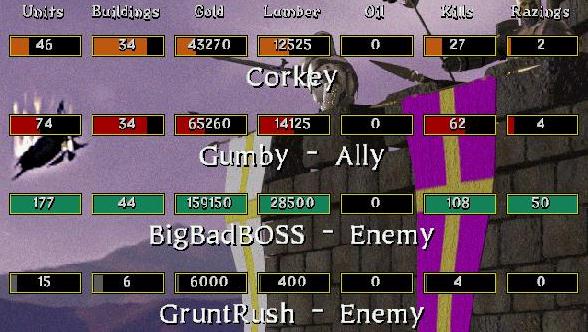 Units Buildings Gold Lumber Oil Kills Razings
46 34 43270 12525 0 27 2
Corkey
74 34 65260 14125 0 62 4
Gumby - Ally
177 44 159150 28500 0 108 50
BigBadBOSS - Enemy
15 6 6000 400 0 4 0
GruntRush - Enemy